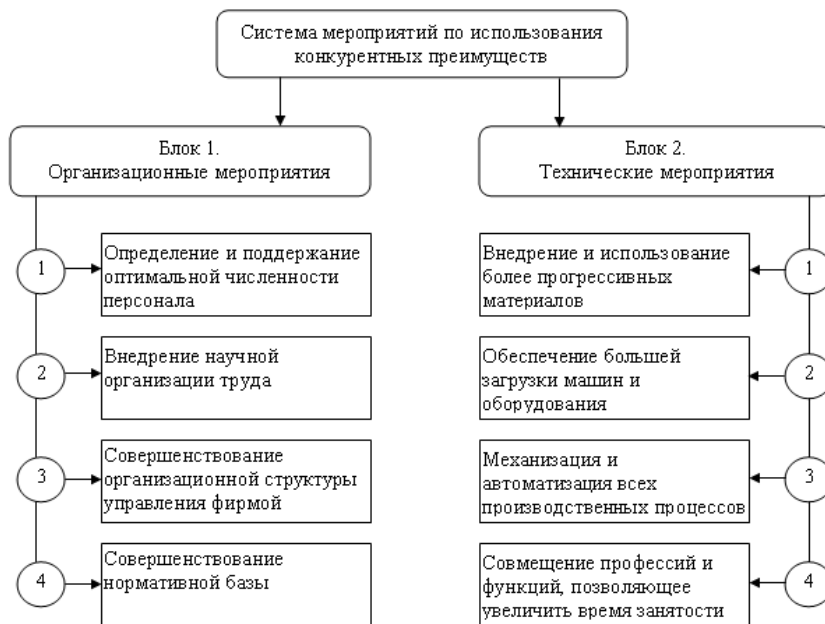 Система мероприятий по использования
конкурентных преимуществ
Блок 1.
Организационные мероприятия
1
Определение и поддержание
оптимальной численности
персонала
2
Внедрение научной
организации труда
3
Совершенствование
организационной структуры
управления фирмой
4
Совершенствование
нормативной базы
Блок 2.
Технические мероприятия
Внедрение и использование
более прогрессивных
материалов
1
Обеспечение большей
загрузки машин и
оборудования
2
Механизация и
автоматизация всех
производственных процессов
3
Совмещение профессий и
функций, позволяющее
увеличить время занятости
4